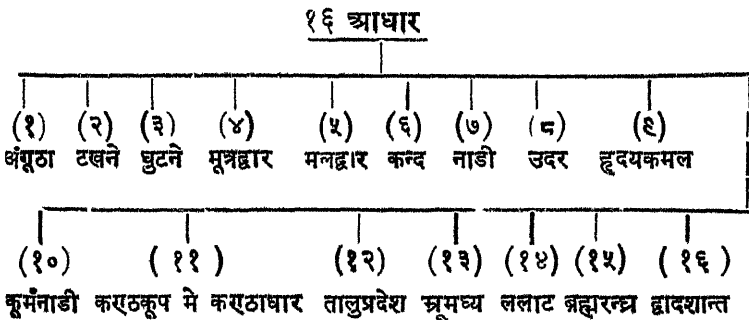 १६ आधार
(१) (२) (३) (४) (५) (६) (७) (८) (९)
अंगूठा टखने घुटने मूत्रद्वार मलद्वार कन्द नाडी उदर हृदयकमल
(१०) (११) (१२) (१३) (१४) (१५) (१६)
कूर्मनाडी कण्ठकूप मे कण्ठाधार तालुप्रदेश भ्रूमध्य ललाट ब्रह्मरन्ध्र द्वादशान्त